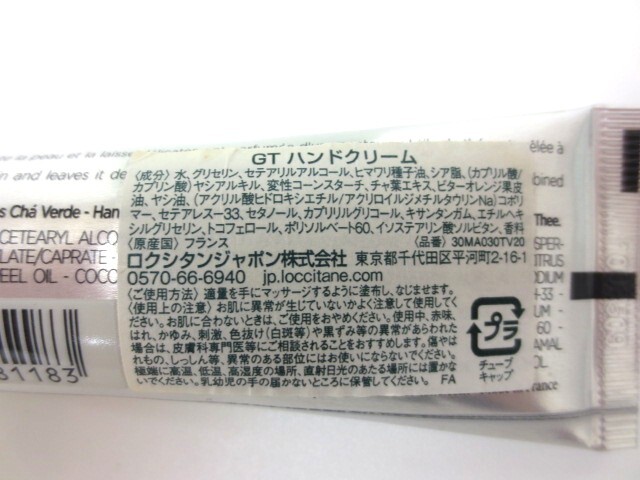 GT ハンドクリーム
〈成分〉水、グリセリン、セテアリルアルコール、ヒマワリ種子油、シア脂、(カプリル酸/
カプリン酸)ヤシアルキル、変性コーンスターチ、チャ葉エキス、ビターオレンジ果皮
油、ヤシ油、(アクリル酸ヒドロキシエチル/アクリロイルジメチルタウリンNa)コポリ
マー、セテアレス-33、セタノール、カプリリルグリコール、キサンタンガム、エチルヘキ
シルグリセリン、トコフェロール、ポリソルベート60、イソステアリン酸ソルビタン、香料
〈原産国〉フランス 〈品番〉30MA030TV20
ロクシタンジャポン株式会社 東京都千代田区平河町2-16-1
0570-66-6940 jp.loccitane.com
〈ご使用方法〉適量を手にマッサージするように塗布し、なじませます。
〈使用上の注意〉お肌に異常が生じていないかよく注意して使用してく
ださい。お肌に合わないときは、ご使用をおやめください。使用中、赤味、
はれ、かゆみ、刺激、色抜け(白斑等)や黒ずみ等の異常があらわれた
場合は、皮膚科専門医等にご相談されることをおすすめします。傷やは
れもの、しっしん等、異常のある部位にはお使いにならないでください。
極端に高温、低温、高湿度の場所、直射日光のあたる場所には置かな
いでください。乳幼児の手の届かないところに保管してください。 FA
プラ
チューブ
キャップ
in and leaves it de
s Chá Verde - Han
CETEARYL ALCO
LATE/CAPRATE -
PEEL OIL - COCO
81183
êlée à
bined
Thee.
SPER-
ITRUS
DIUM
-33 -
UM -
60 -
AMAL
OL